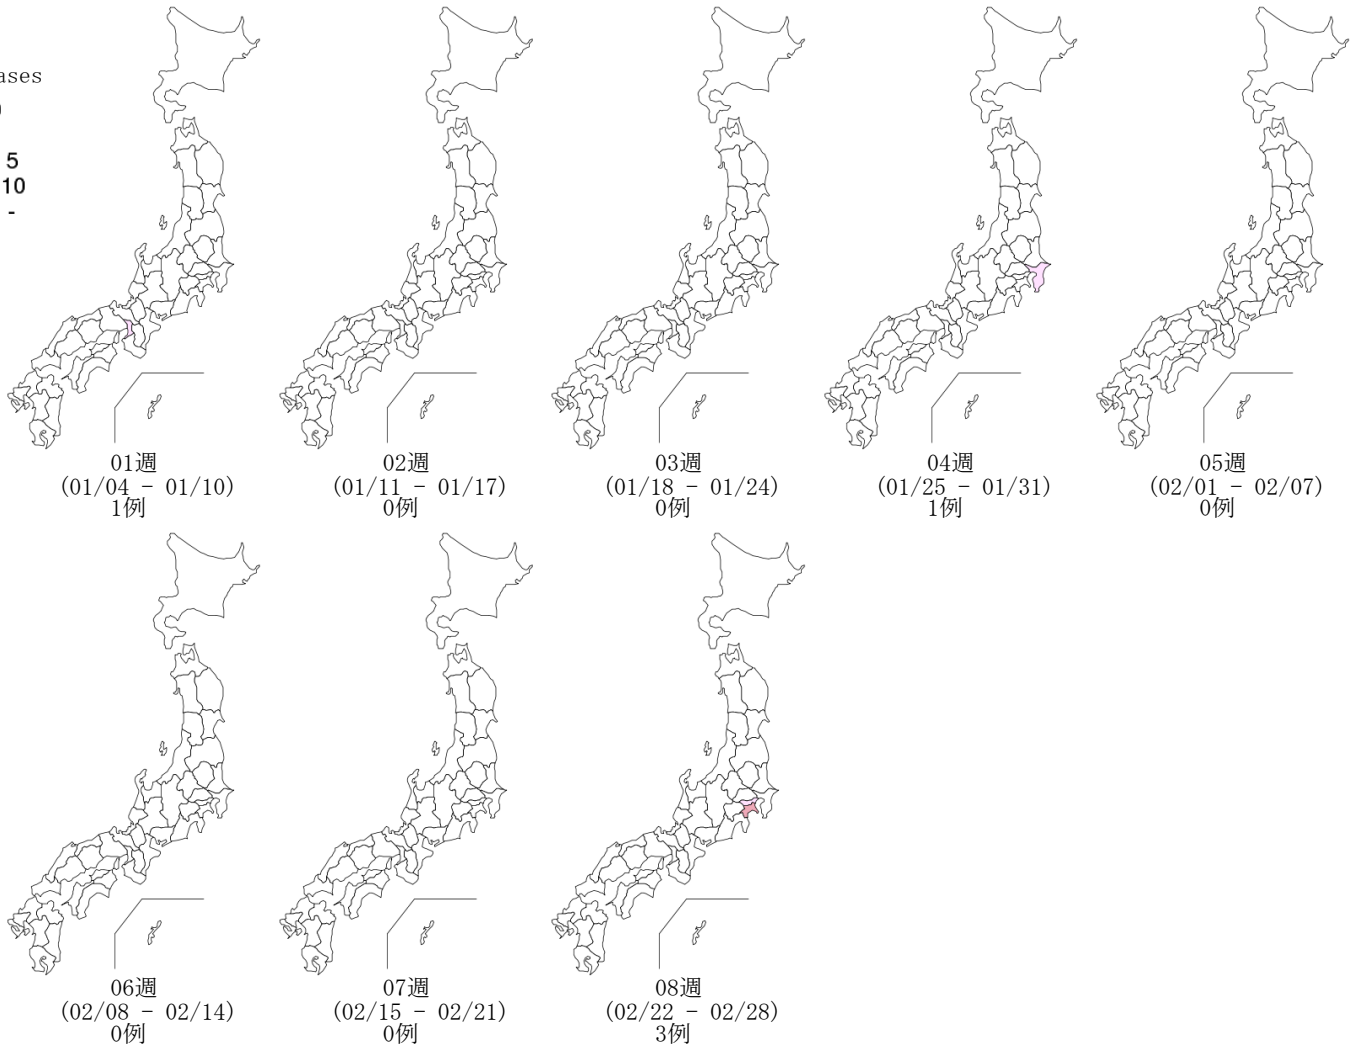 ases
5
10
-
01週
(01/04 - 01/10)
1例
02週
(01/11 - 01/17)
0例
03週
(01/18 - 01/24)
0例
04週
(01/25 - 01/31)
1例
05週
(02/01 - 02/07)
0例
06週
(02/08 - 02/14)
0例
07週
(02/15 - 02/21)
0例
08週
(02/22 - 02/28)
3例